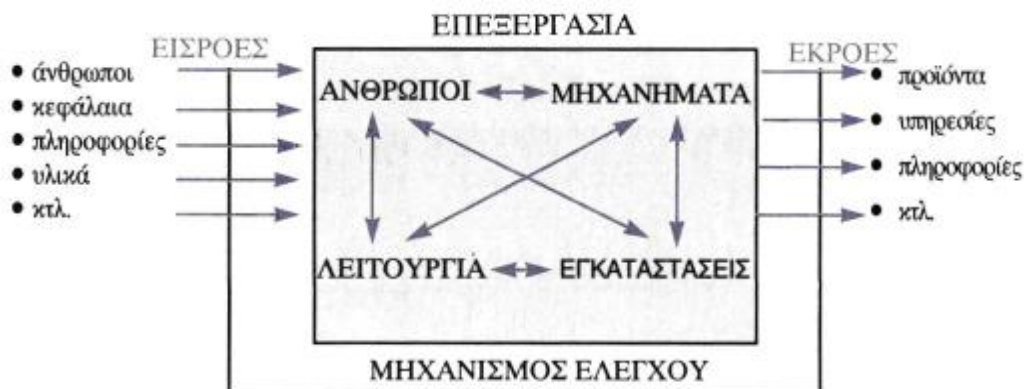 ΕΠΕΞΕΡΓΑΣΙΑ
ΕΙΣΡΟΕΣ
• άνθρωποι
• κεφάλαια
• πληροφορίες
• υλικά
• κτλ.
ΑΝΘΡΩΠΟΙ ΜΗΧΑΝΗΜΑΤΑ
ΛΕΙΤΟΥΡΓΙΑ ΕΓΚΑΤΑΣΤΑΣΕΙΣ
ΕΚΡΟΕΣ
• προϊόντα
• υπηρεσίες
• πληροφορίες
• κτλ.
ΜΗΧΑΝΙΣΜΟΣ ΕΛΕΓΧΟΥ